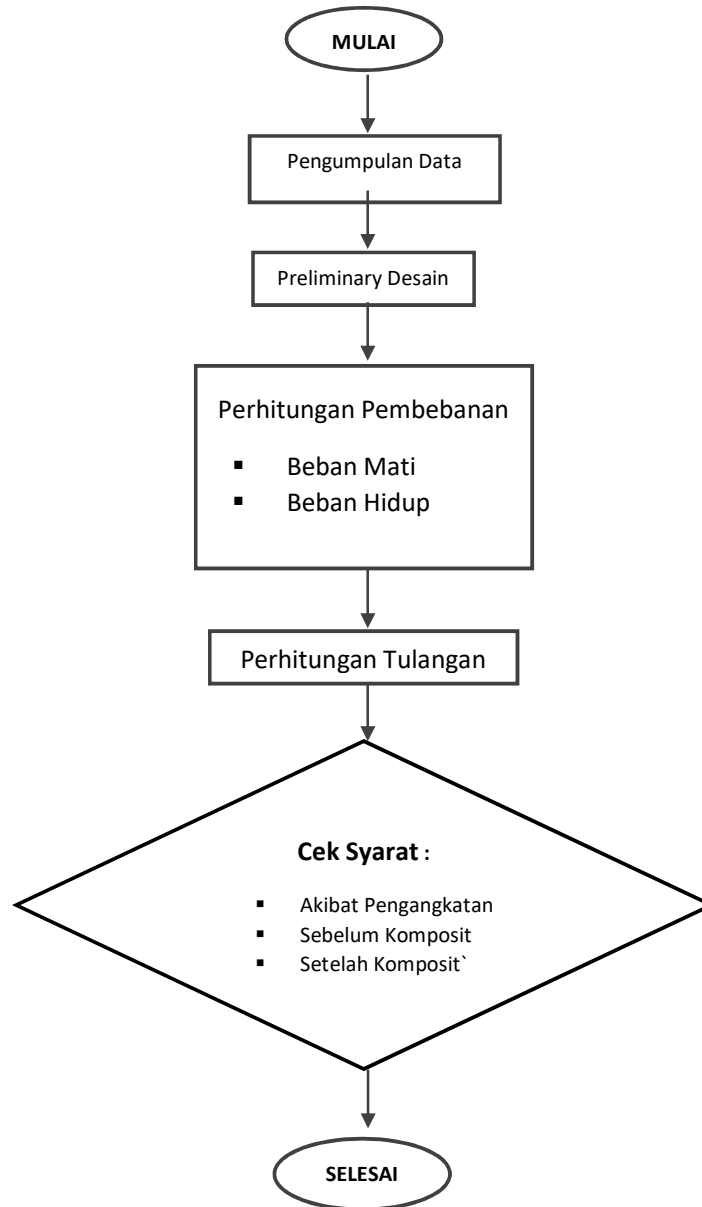 MULAI
Pengumpulan Data
Preliminary Desain
Perhitungan Pembebanan
▪ Beban Mati
▪ Beban Hidup
Perhitungan Tulangan
Cek Syarat :
▪ Akibat Pengangkatan
▪ Sebelum Komposit
▪ Setelah Komposit`
SELESAI